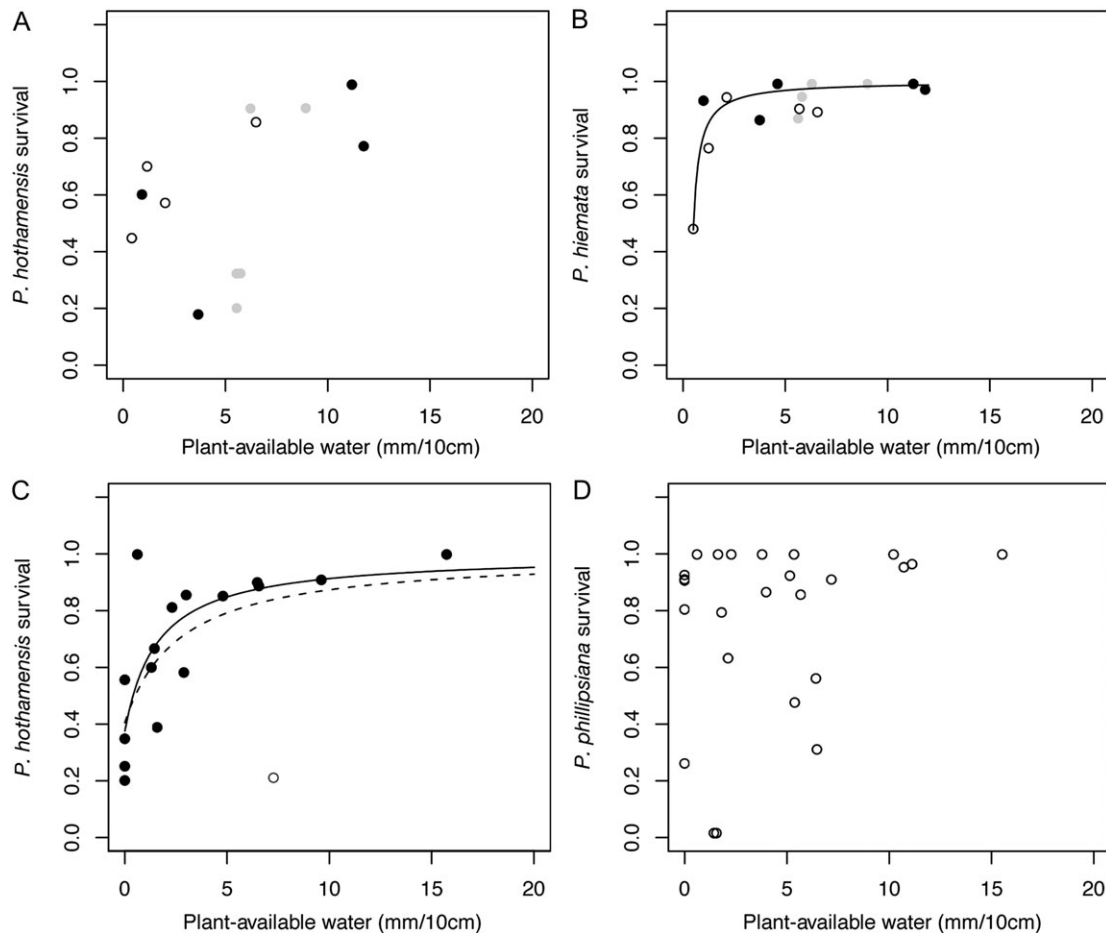 A
P. hothamensis survival
0.0 0.2 0.4 0.6 0.8 1.0
0 5 10 15 20
Plant-available water (mm/10cm)
B
P. hiemata survival
0.0 0.2 0.4 0.6 0.8 1.0
0 5 10 15 20
Plant-available water (mm/10cm)
C
P. hothamensis survival
0.0 0.2 0.4 0.6 0.8 1.0
0 5 10 15 20
Plant-available water (mm/10cm)
D
P. phillipsiana survival
0.0 0.2 0.4 0.6 0.8 1.0
0 5 10 15 20
Plant-available water (mm/10cm)